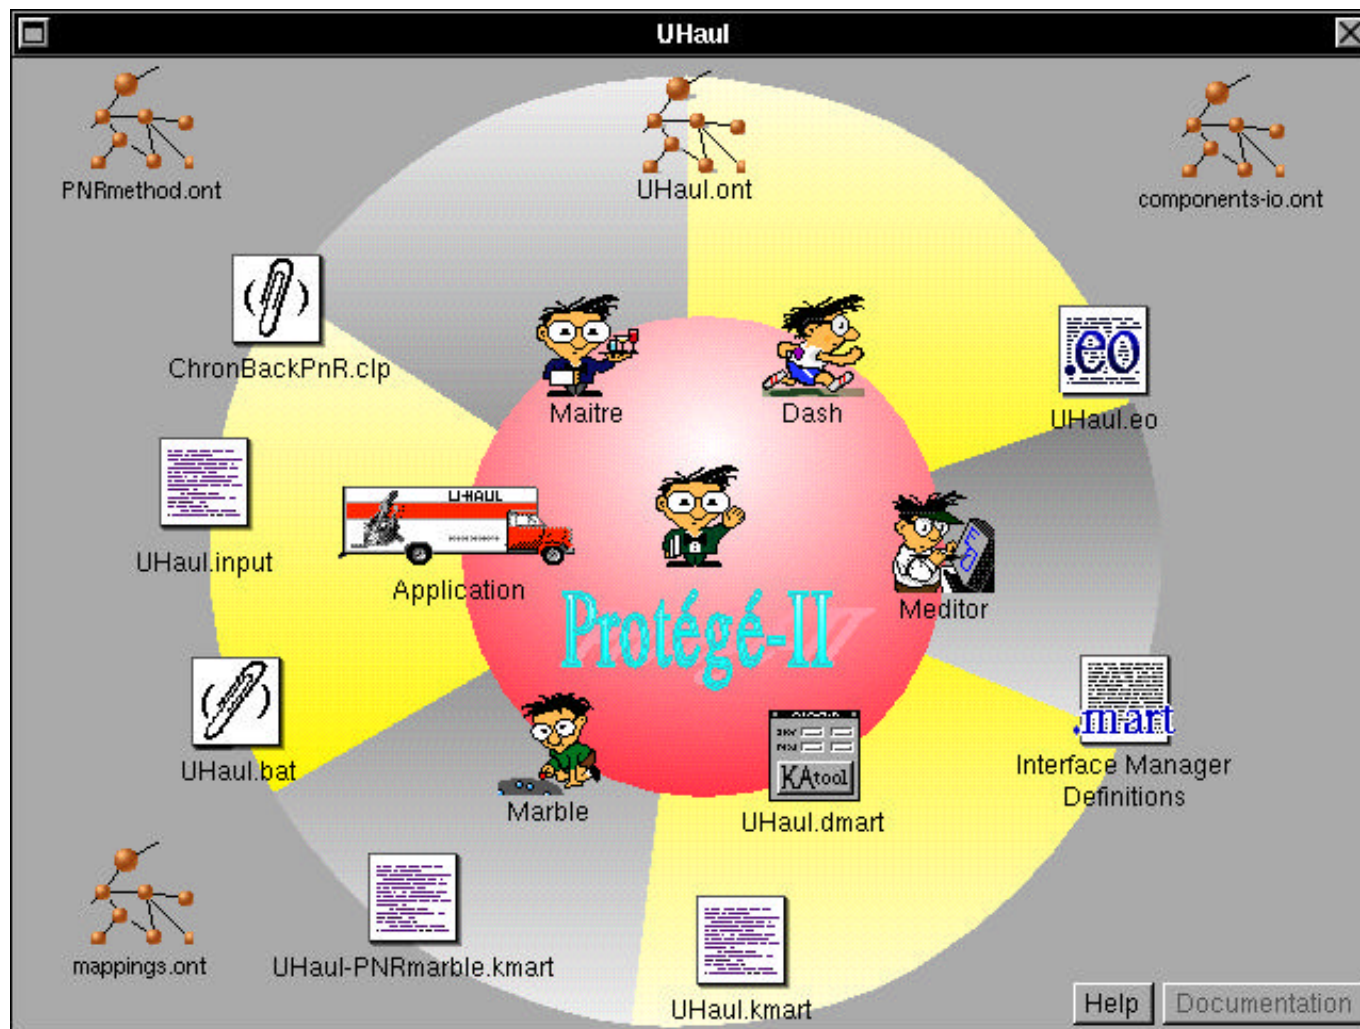 UHaul
PNRmethod.ont
UHaul.ont
components-io.ont
ChronBackPnR.clp
.eo
UHaul.eo
Maitre
Dash
UHaul.input
U-HAUL
Application
Meditor
Protégé-II
UHaul.bat
Marble
KAtool
UHaul.dmart
.mart
Interface Manager
Definitions
mappings.ont
UHaul-PNRmarble.kmart
UHaul.kmart
Help
Documentation